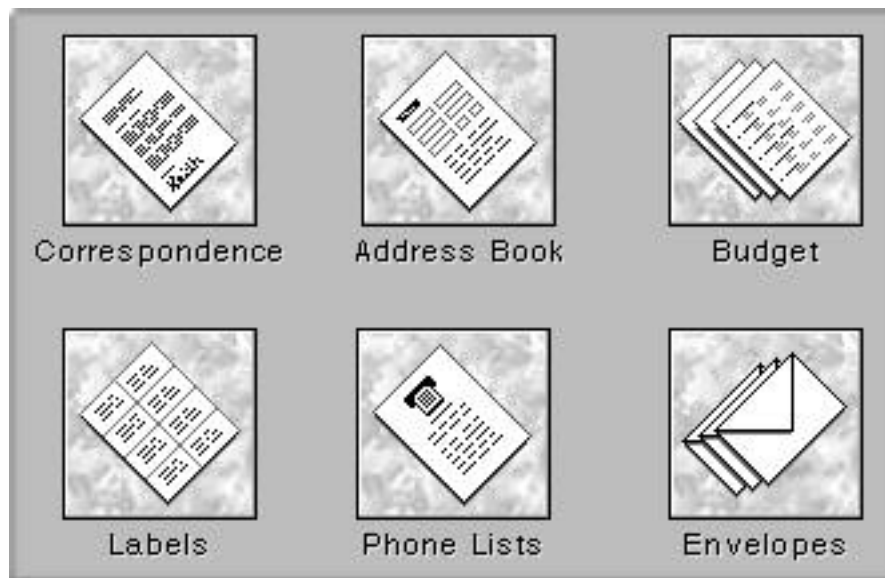 Correspondence
Address Book
Budget
Labels
Phone Lists
Envelopes